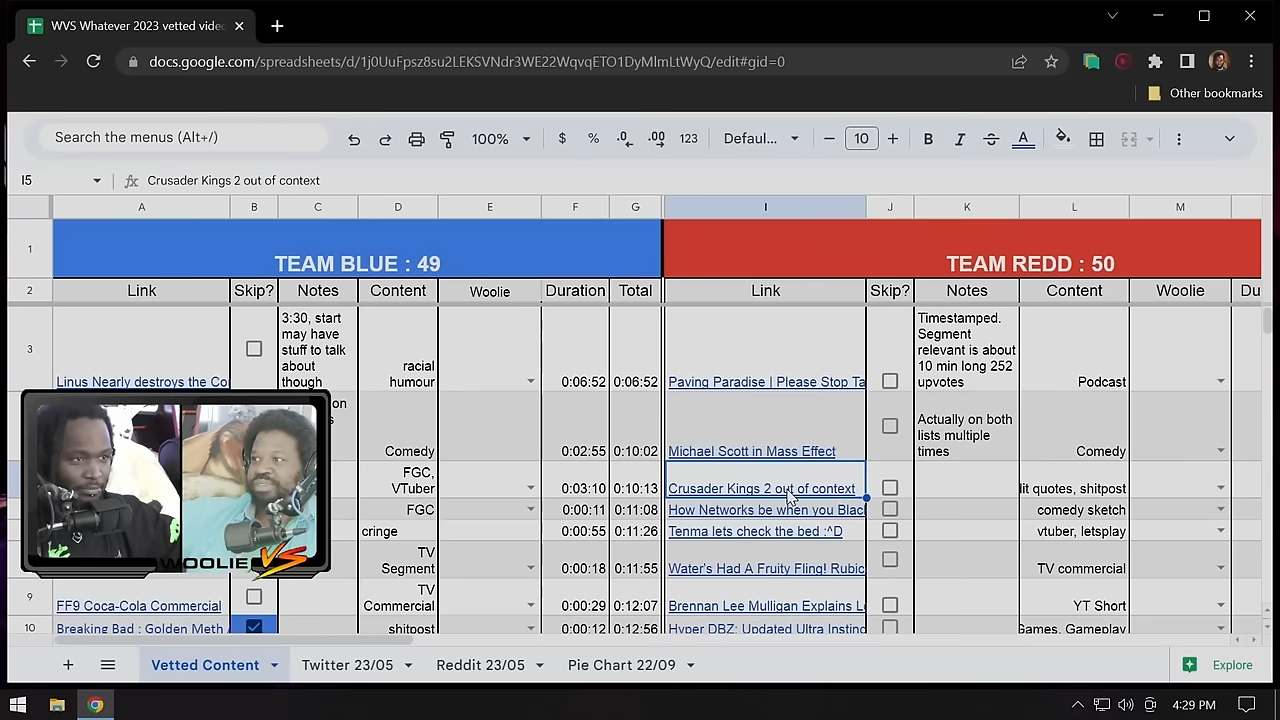 WVS Whatever 2023 vetted vide
docs.google.com/spreadsheets/d/1j0UuFpsz8su2LEKSVNdr3WE22WqvqETO1DyMlmLtWyQ/edit#gid=0
Other bookmarks
Search the menus (Alt+/)
100%
$ % .0 .00 123
Defaul...
10
B I S A
I5
fx Crusader Kings 2 out of context
A B C D E F G I J K L M
1
TEAM BLUE : 49
TEAM REDD : 50
2
Link Skip? Notes Content Woolie Duration Total
Link Skip? Notes Content Woolie Du
3
3:30, start
may have
stuff to talk
about
though
racial
humour
Linus Nearly destroys the Co
0:06:52 0:06:52
Paving Paradise | Please Stop Ta
Timestamped.
Segment
relevant is about
10 min long 252
upvotes
Podcast
on
s
Comedy
0:02:55 0:10:02
Michael Scott in Mass Effect
Actually on both
lists multiple
times
Comedy
FGC,
VTuber
0:03:10 0:10:13
Crusader Kings 2 out of context
lit quotes, shitpost
FGC
0:00:11 0:11:08
How Networks be when you Blac
comedy sketch
cringe
0:00:55 0:11:26
Tenma lets check the bed :^D
vtuber, letsplay
TV
Segment
0:00:18 0:11:55
Water's Had A Fruity Fling! Rubic
TV commercial
9
FF9 Coca-Cola Commercial
TV
Commercial
0:00:29 0:12:07
Brennan Lee Mulligan Explains L
YT Short
10
Breaking Bad : Golden Meth
shitpost
0:00:12 0:12:56
Hyper DBZ: Updated Ultra Instinc
Games, Gameplay
WOOLIE VS
Vetted Content
Twitter 23/05
Reddit 23/05
Pie Chart 22/09
Explore
4:29 PM